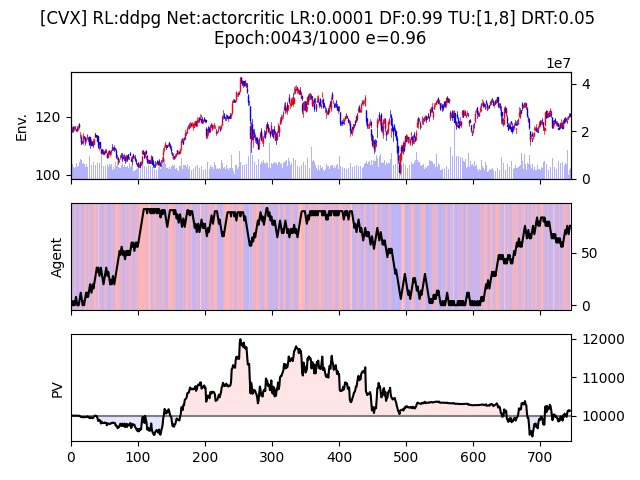 [CVX] RL:ddpg Net:actorcritic LR:0.0001 DF:0.99 TU:[1,8] DRT:0.05
Epoch:0043/1000 e=0.96
1e7
Env.
120
100
4
2
0
Agent
50
0
PV
12000
11000
10000
0 100 200 300 400 500 600 700